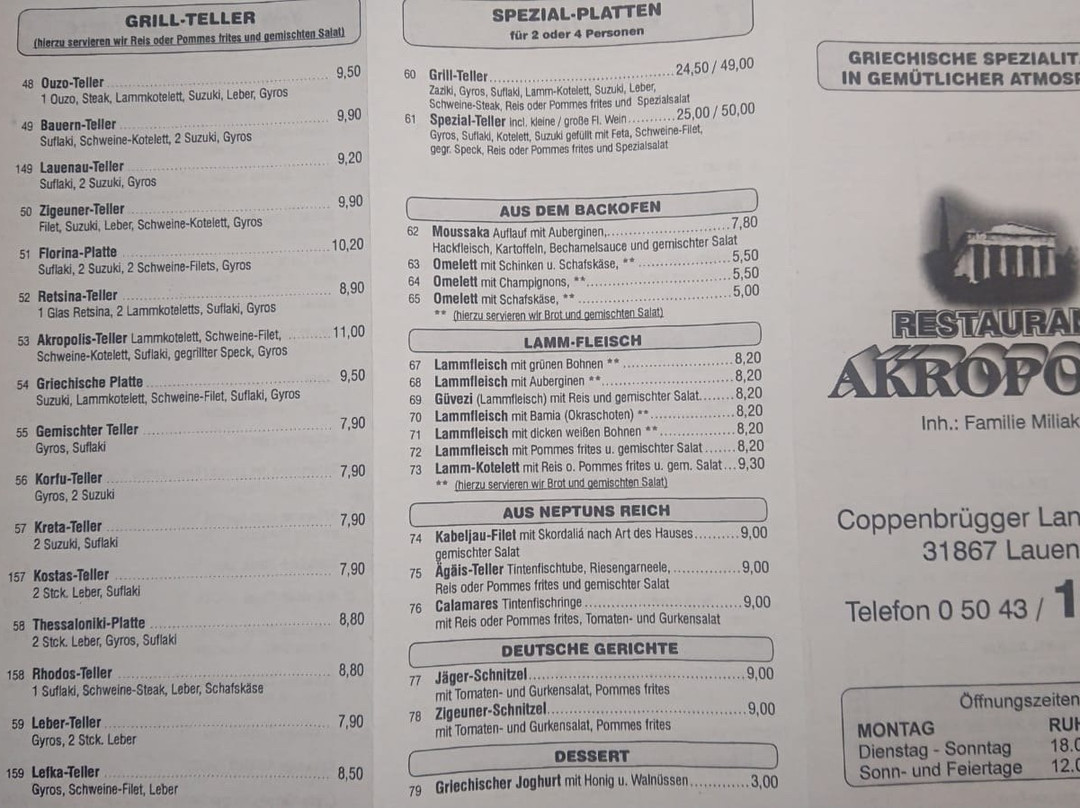 GRILL-TELLER
(hierzu servieren wir Reis oder Pommes frites und gemischten Salat)
48 Ouzo-Teller 9,50
1 Ouzo, Steak, Lammkotelett, Suzuki, Leber, Gyros
49 Bauern-Teller 9,90
Suflaki, Schweine-Kotelett, 2 Suzuki, Gyros
149 Lauenau-Teller 9,20
Suflaki, 2 Suzuki, Gyros
50 Zigeuner-Teller 9,90
Filet, Suzuki, Leber, Schweine-Kotelett, Gyros
51 Florina-Platte 10,20
Suflaki, 2 Suzuki, 2 Schweine-Filets, Gyros
52 Retsina-Teller 8,90
1 Glas Retsina, 2 Lammkoteletts, Suflaki, Gyros
53 Akropolis-Teller Lammkotelett, Schweine-Filet, 11,00
Schweine-Kotelett, Suflaki, gegrillter Speck, Gyros
54 Griechische Platte 9,50
Suzuki, Lammkotelett, Schweine-Filet, Suflaki, Gyros
55 Gemischter Teller 7,90
Gyros, Suflaki
56 Korfu-Teller 7,90
Gyros, 2 Suzuki
57 Kreta-Teller 7,90
2 Suzuki, Suflaki
157 Kostas-Teller 7,90
2 Stck. Leber, Suflaki
58 Thessaloniki-Platte 8,80
2 Stck. Leber, Gyros, Suflaki
158 Rhodos-Teller 8,80
1 Suflaki, Schweine-Steak, Leber, Schafskäse
59 Leber-Teller 7,90
Gyros, 2 Stck. Leber
159 Lefka-Teller 8,50
Gyros, Schweine-Filet, Leber
SPEZIAL-PLATTEN
für 2 oder 4 Personen
60 Grill-Teller 24,50 / 49,00
Zaziki, Gyros, Suflaki, Lamm-Kotelett, Suzuki, Leber,
Schweine-Steak, Reis oder Pommes frites und Spezialsalat
61 Spezial-Teller incl. kleine / große Fl. Wein 25,00 / 50,00
Gyros, Suflaki, Kotelett, Suzuki gefüllt mit Feta, Schweine-Filet,
gegr. Speck, Reis oder Pommes frites und Spezialsalat
AUS DEM BACKOFEN
62 Moussaka Auflauf mit Auberginen, 7,80
Hackfleisch, Kartoffeln, Bechamelsauce und gemischter Salat
63 Omelett mit Schinken u. Schafskäse, ** 5,50
64 Omelett mit Champignons, ** 5,50
65 Omelett mit Schafskäse, ** 5,00
** (hierzu servieren wir Brot und gemischten Salat)
LAMM-FLEISCH
67 Lammfleisch mit grünen Bohnen ** 8,20
68 Lammfleisch mit Auberginen ** 8,20
69 Güvezi (Lammfleisch) mit Reis und gemischter Salat 8,20
70 Lammfleisch mit Bamia (Okraschoten) ** 8,20
71 Lammfleisch mit dicken weißen Bohnen ** 8,20
72 Lammfleisch mit Pommes frites u. gemischter Salat 8,20
73 Lamm-Kotelett mit Reis o. Pommes frites u. gem. Salat 9,30
** (hierzu servieren wir Brot und gemischten Salat)
AUS NEPTUNS REICH
74 Kabeljau-Filet mit Skordaliá nach Art des Hauses 9,00
gemischter Salat
75 Ägäis-Teller Tintenfischtube, Riesengarneele, 9,00
Reis oder Pommes frites und gemischter Salat
76 Calamares Tintenfischringe 9,00
mit Reis oder Pommes frites, Tomaten- und Gurkensalat
DEUTSCHE GERICHTE
77 Jäger-Schnitzel 9,00
mit Tomaten- und Gurkensalat, Pommes frites
78 Zigeuner-Schnitzel 9,00
mit Tomaten- und Gurkensalat, Pommes frites
DESSERT
79 Griechischer Joghurt mit Honig u. Walnüssen 3,00
GRIECHISCHE SPEZIALIT
IN GEMÜTLICHER ATMOSP
RESTAURA
AKROPO
Inh.: Familie Miliak
Coppenbrügger Lan
31867 Lauen
Telefon 0 50 43 / 1
Öffnungszeiten
MONTAG RUH
Dienstag - Sonntag 18.0
Sonn- und Feiertage 12.0